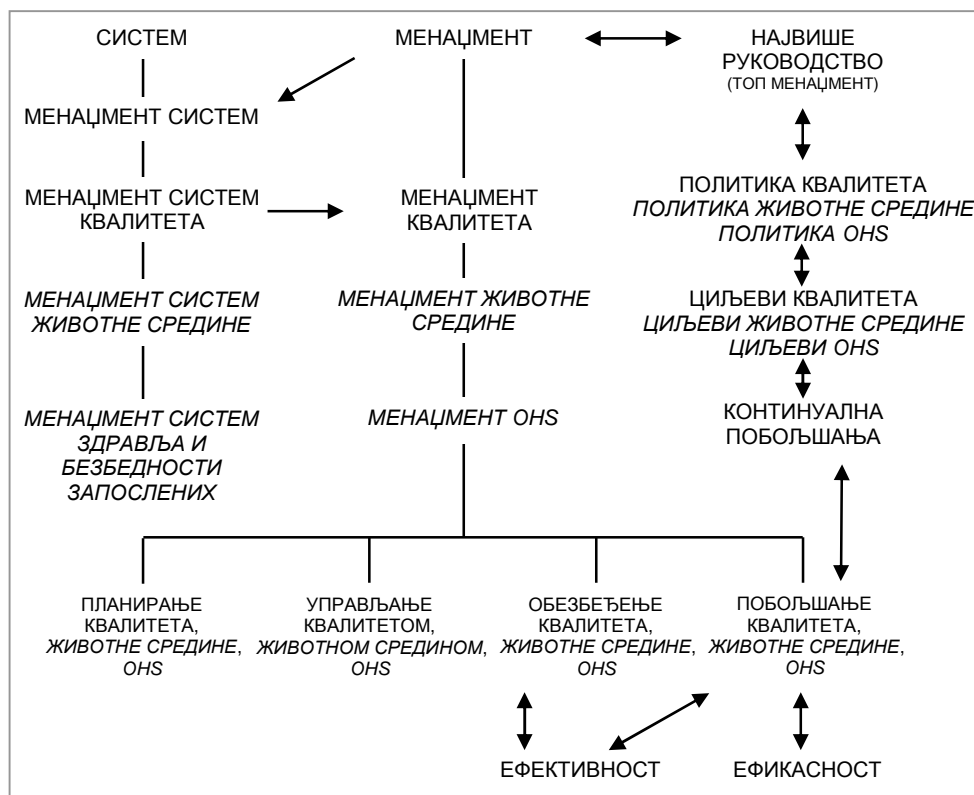 СИСТЕМ
МЕНАЏМЕНТ СИСТЕМ
МЕНАЏМЕНТ СИСТЕМ
КВАЛИТЕТА
МЕНАЏМЕНТ СИСТЕМ
ЖИВОТНЕ СРЕДИНЕ
МЕНАЏМЕНТ СИСТЕМ
ЗДРАВЉА И
БЕЗБЕДНОСТИ
ЗАПОСЛЕНИХ
МЕНАЏМЕНТ
МЕНАЏМЕНТ
КВАЛИТЕТА
МЕНАЏМЕНТ ЖИВОТНЕ
СРЕДИНЕ
МЕНАЏМЕНТ OHS
НАЈВИШЕ
РУКОВОДСТВО
(ТОП МЕНАЏМЕНТ)
ПОЛИТИКА КВАЛИТЕТА
ПОЛИТИКА ЖИВОТНЕ СРЕДИНЕ
ПОЛИТИКА OHS
ЦИЉЕВИ КВАЛИТЕТА
ЦИЉЕВИ ЖИВОТНЕ СРЕДИНЕ
ЦИЉЕВИ OHS
КОНТИНУАЛНА
ПОБОЉШАЊА
ПЛАНИРАЊЕ
КВАЛИТЕТА,
ЖИВОТНЕ СРЕДИНЕ,
OHS
УПРАВЉАЊЕ
КВАЛИТЕТОМ,
ЖИВОТНОМ СРЕДИНОМ,
OHS
ОБЕЗБЕЂЕЊЕ
КВАЛИТЕТА,
ЖИВОТНЕ СРЕДИНЕ,
OHS
ПОБОЉШАЊЕ
КВАЛИТЕТА,
ЖИВОТНЕ СРЕДИНЕ,
OHS
ЕФЕКТИВНОСТ
ЕФИКАСНОСТ